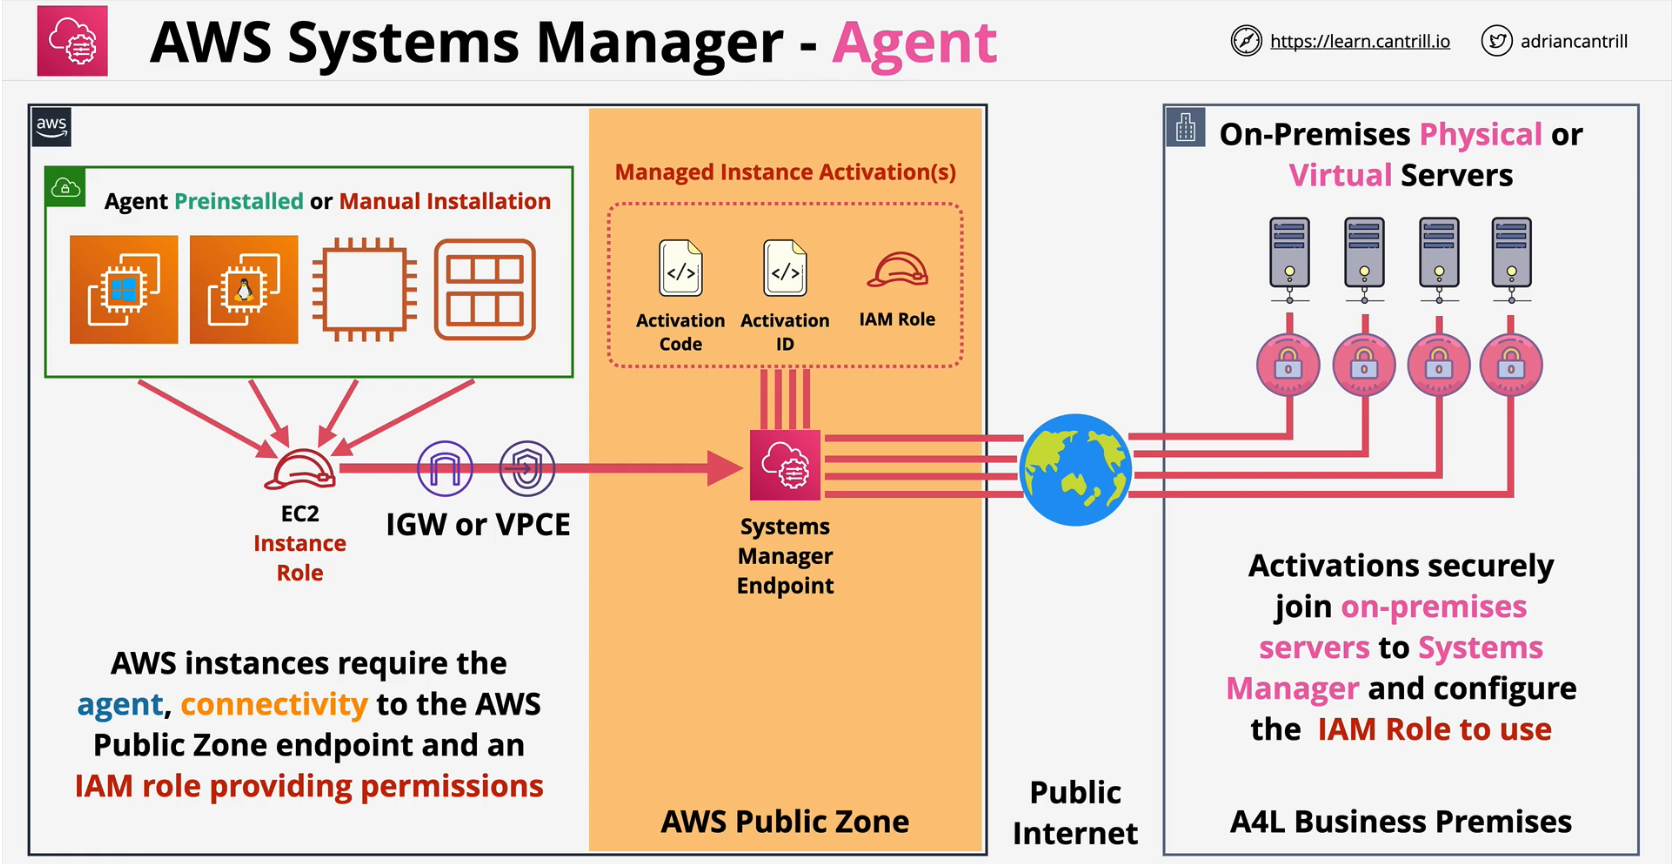 AWS Systems Manager - Agent
https://learn.cantrill.io
adriancantrill
aws
Agent Preinstalled or Manual Installation
EC2
Instance
Role
IGW or VPCE
AWS instances require the
agent, connectivity to the AWS
Public Zone endpoint and an
IAM role providing permissions
Managed Instance Activation(s)
</>
Activation
Code
</>
Activation
ID
IAM Role
Systems
Manager
Endpoint
AWS Public Zone
Public
Internet
On-Premises Physical or
Virtual Servers
Activations securely
join on-premises
servers to Systems
Manager and configure
the IAM Role to use
A4L Business Premises